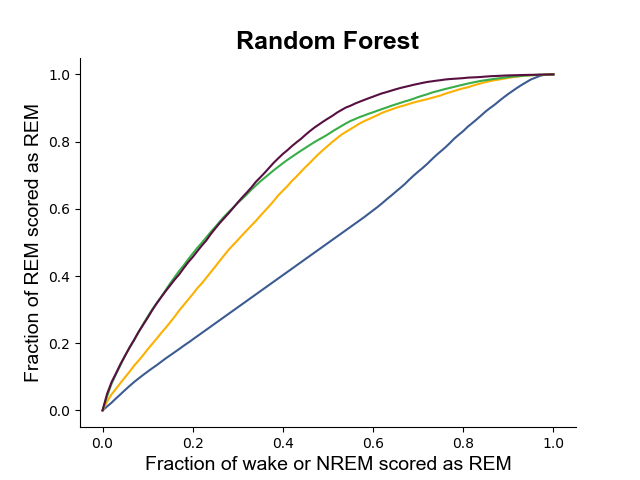 Random Forest
Fraction of REM scored as REM
1.0
0.8
0.6
0.4
0.2
0.0
0.0 0.2 0.4 0.6 0.8 1.0
Fraction of wake or NREM scored as REM